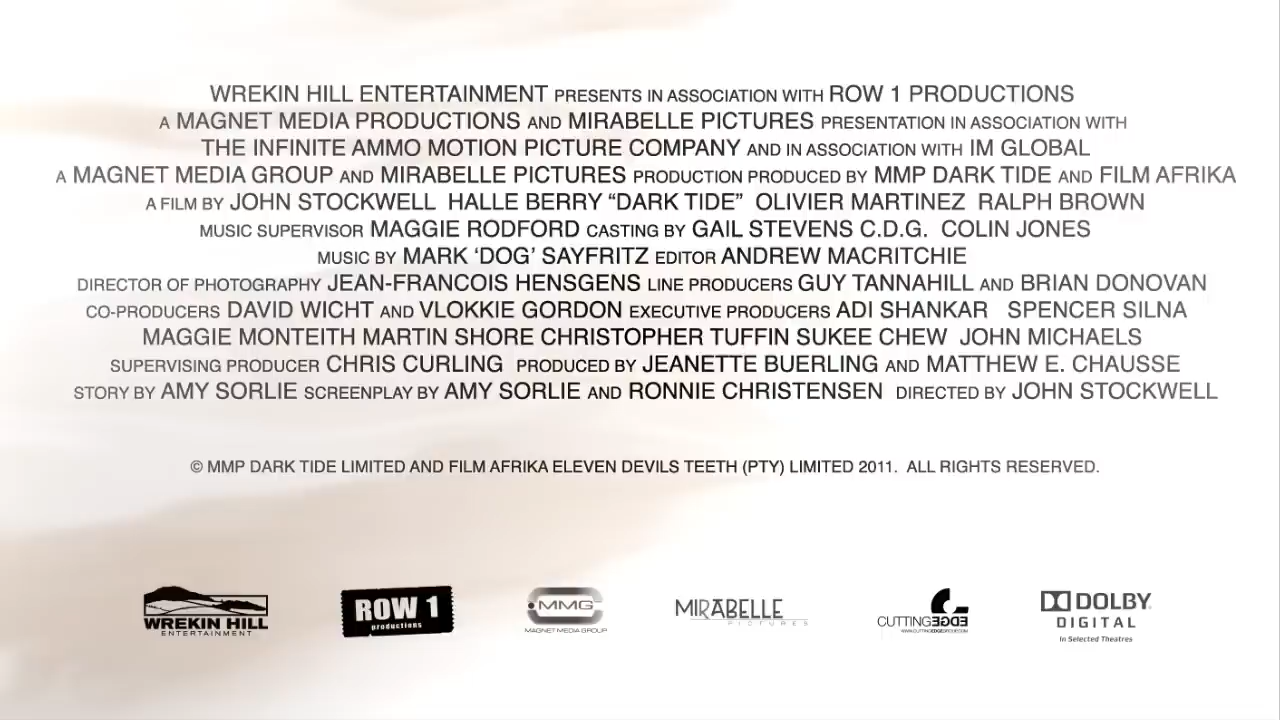 WREKIN HILL ENTERTAINMENT PRESENTS IN ASSOCIATION WITH ROW 1 PRODUCTIONS
A MAGNET MEDIA PRODUCTIONS AND MIRABELLE PICTURES PRESENTATION IN ASSOCIATION WITH
THE INFINITE AMMO MOTION PICTURE COMPANY AND IN ASSOCIATION WITH IM GLOBAL
A MAGNET MEDIA GROUP AND MIRABELLE PICTURES PRODUCTION PRODUCED BY MMP DARK TIDE AND FILM AFRIKA
A FILM BY JOHN STOCKWELL HALLE BERRY “DARK TIDE” OLIVIER MARTINEZ RALPH BROWN
MUSIC SUPERVISOR MAGGIE RODFORD CASTING BY GAIL STEVENS C.D.G. COLIN JONES
MUSIC BY MARK ‘DOG’ SAYFRITZ EDITOR ANDREW MACRITCHIE
DIRECTOR OF PHOTOGRAPHY JEAN-FRANCOIS HENSGENS LINE PRODUCERS GUY TANNAHILL AND BRIAN DONOVAN
CO-PRODUCERS DAVID WICHT AND VLOKKIE GORDON EXECUTIVE PRODUCERS ADI SHANKAR SPENCER SILNA
MAGGIE MONTEITH MARTIN SHORE CHRISTOPHER TUFFIN SUKEE CHEW JOHN MICHAELS
SUPERVISING PRODUCER CHRIS CURLING PRODUCED BY JEANETTE BUERLING AND MATTHEW E. CHAUSSE
STORY BY AMY SORLIE SCREENPLAY BY AMY SORLIE AND RONNIE CHRISTENSEN DIRECTED BY JOHN STOCKWELL
© MMP DARK TIDE LIMITED AND FILM AFRIKA ELEVEN DEVILS TEETH (PTY) LIMITED 2011. ALL RIGHTS RESERVED.
WREKIN HILL
ENTERTAINMENT
ROW 1
productions
MMG
MAGNET MEDIA GROUP
MIRABELLE
PICTURES
CUTTING EDGE
WWW.CUTTINGEDGEGROUP.COM
DOLBY
DIGITAL
In Selected Theatres